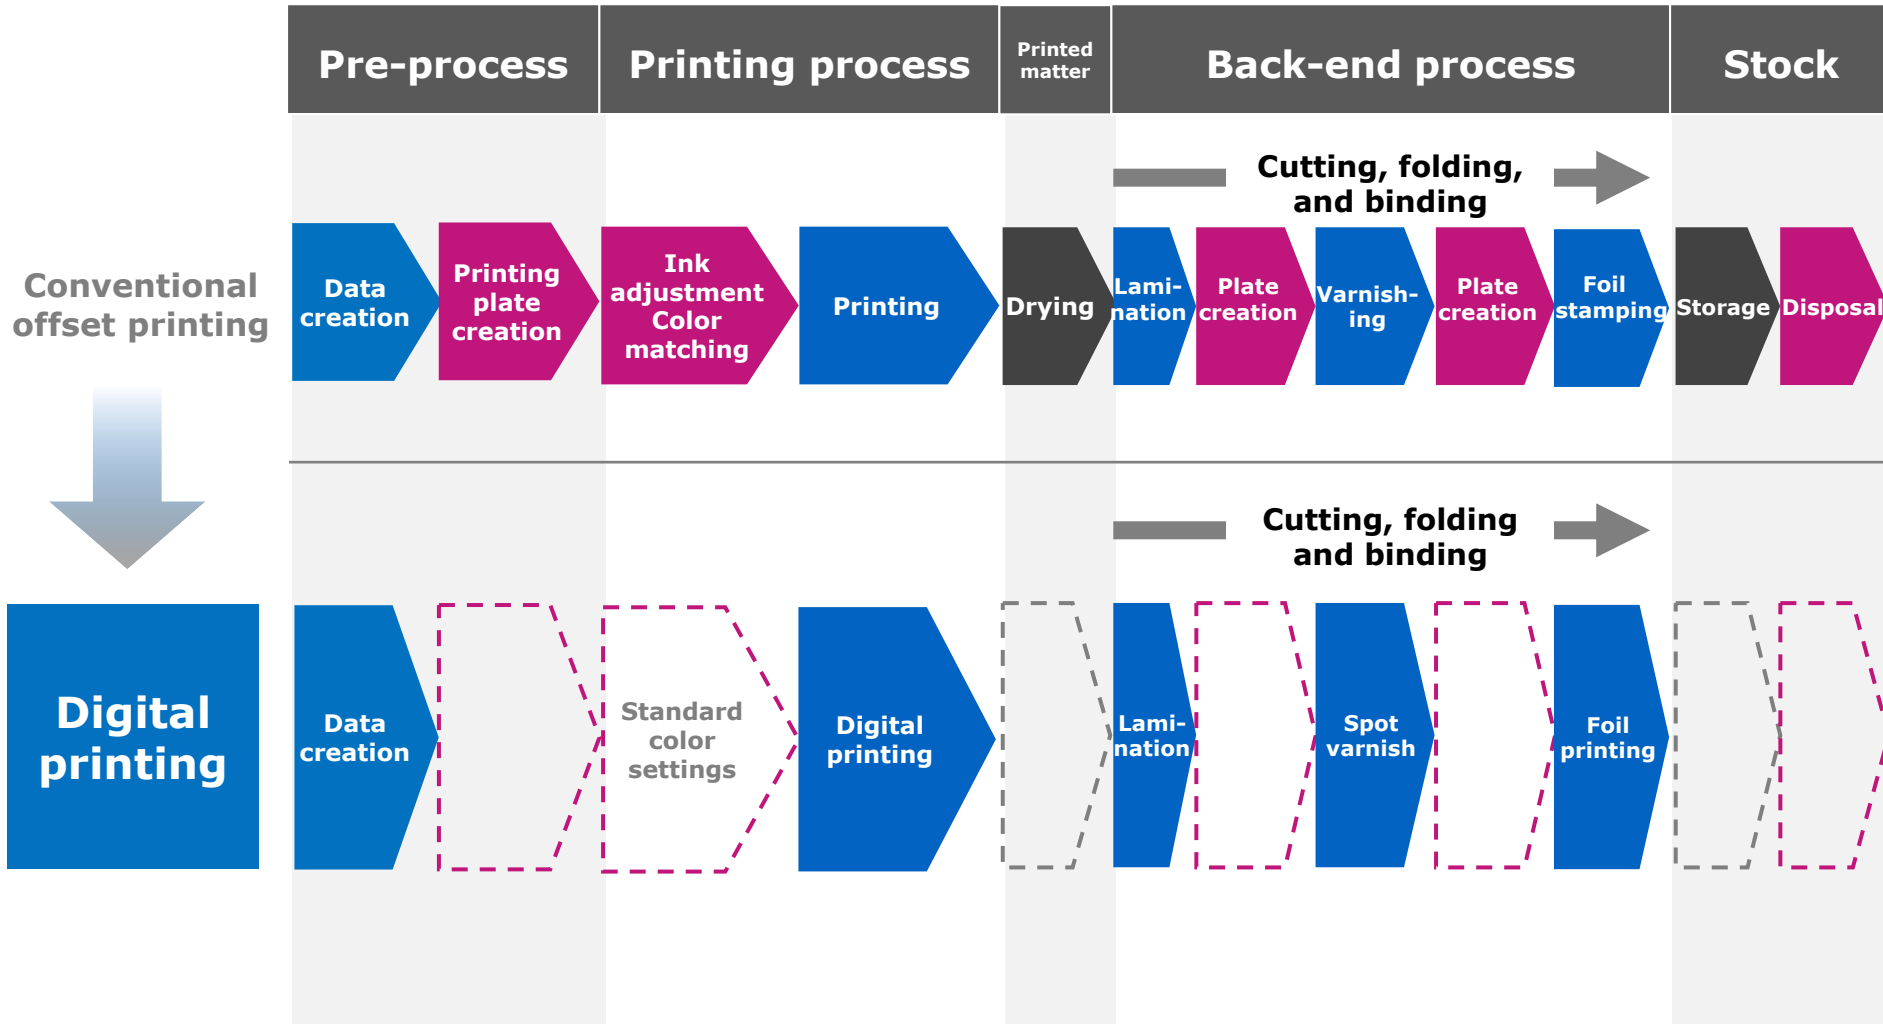 Pre-process
Printing process
Printed
matter
Back-end process
Stock
Conventional
offset printing
Cutting, folding,
and binding
Data
creation
Printing
plate
creation
Ink
adjustment
Color
matching
Printing
Drying
Lami-
nation
Plate
creation
Varnish-
ing
Plate
creation
Foil
stamping
Storage
Disposal
Digital
printing
Cutting, folding
and binding
Data
creation
Standard
color
settings
Digital
printing
Lami-
nation
Spot
varnish
Foil
printing